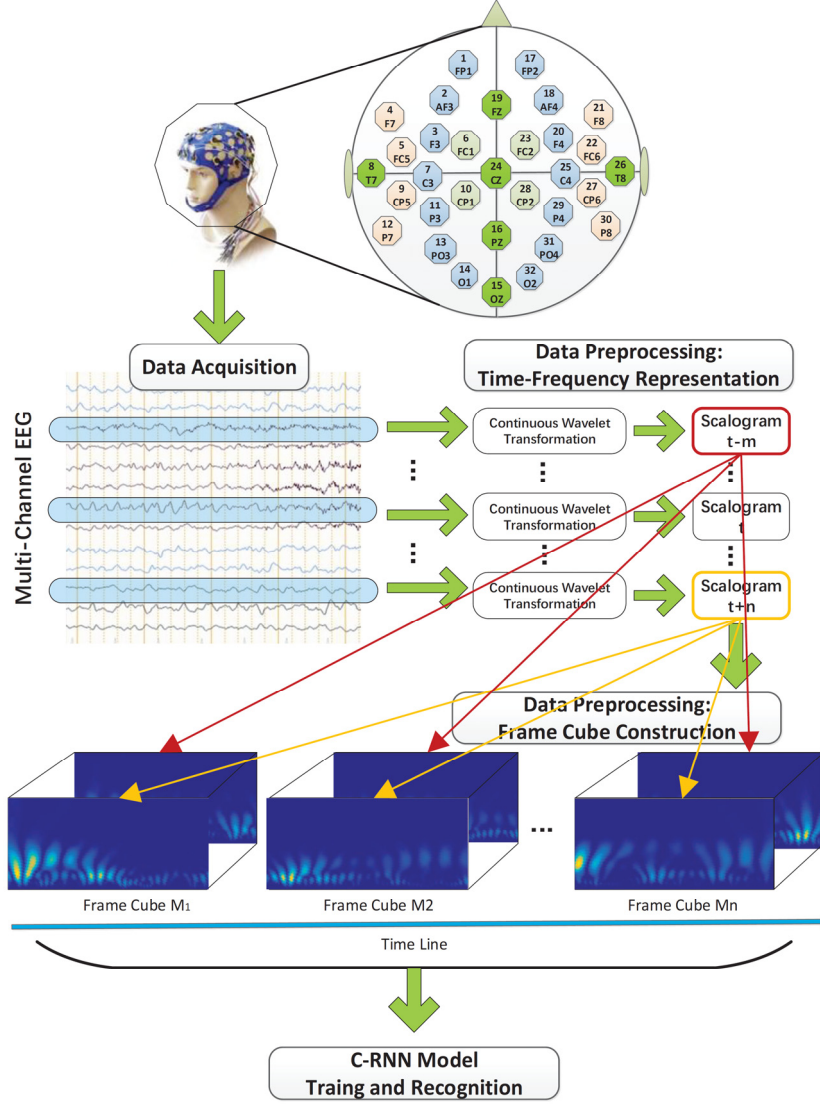 1
FP1
17
FP2
2
AF3
18
AF4
19
FZ
4
F7
21
F8
3
F3
6
FC1
23
FC2
20
F4
5
FC5
22
FC6
8
T7
7
C3
24
CZ
25
C4
26
T8
9
CP5
10
CP1
28
CP2
27
CP6
11
P3
29
P4
12
P7
30
P8
16
PZ
13
PO3
31
PO4
14
O1
32
O2
15
OZ
Data Acquisition
Data Preprocessing:
Time-Frequency Representation
Multi-Channel EEG
Continuous Wavelet
Transformation
Scalogram
t-m
...
...
...
Continuous Wavelet
Transformation
Scalogram
t
...
...
...
Continuous Wavelet
Transformation
Scalogram
t+n
Data Preprocessing:
Frame Cube Construction
...
Frame Cube M1
Frame Cube M2
Frame Cube Mn
Time Line
C-RNN Model
Traing and Recognition